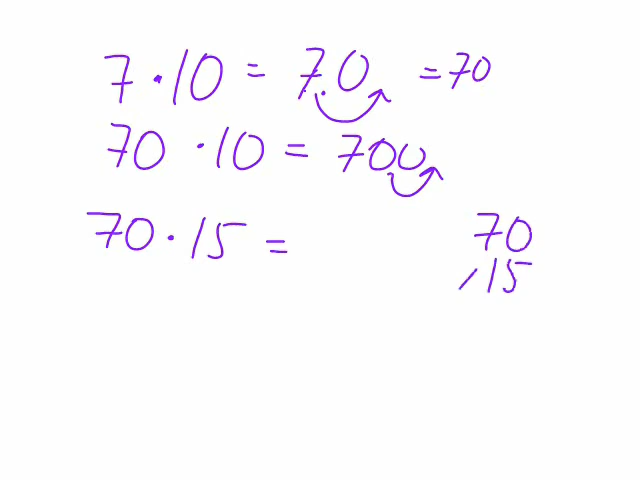 7 · 10 = 7.0 = 70
70 · 10 = 700
70 · 15 =
70
15